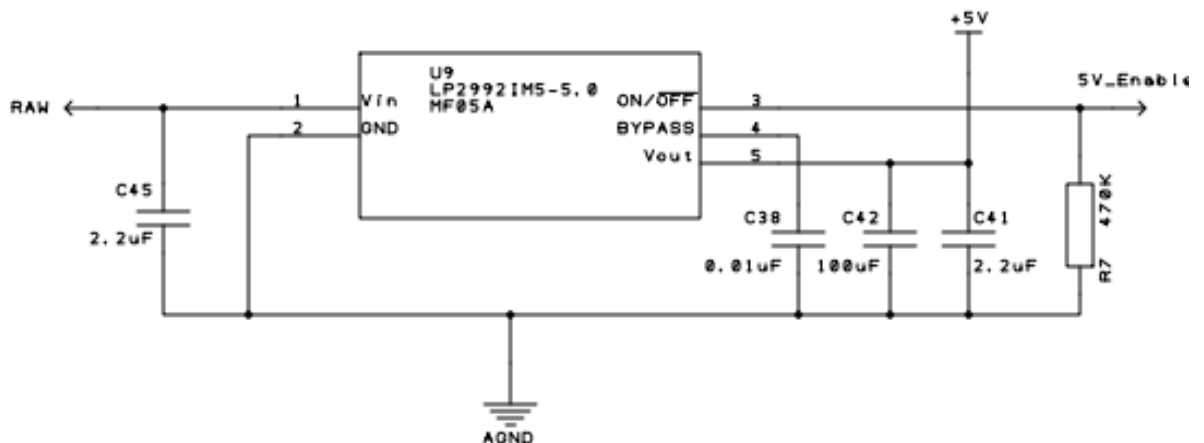 +5V
U9
LP2992IM5-5.0
MF05A
5V_Enable
RAW
1
Vin
ON/OFF
3
2
GND
BYPASS
4
Vout
5
C45
2.2uF
C38
0.01uF
C42
100uF
C41
2.2uF
470K
R7
AGND